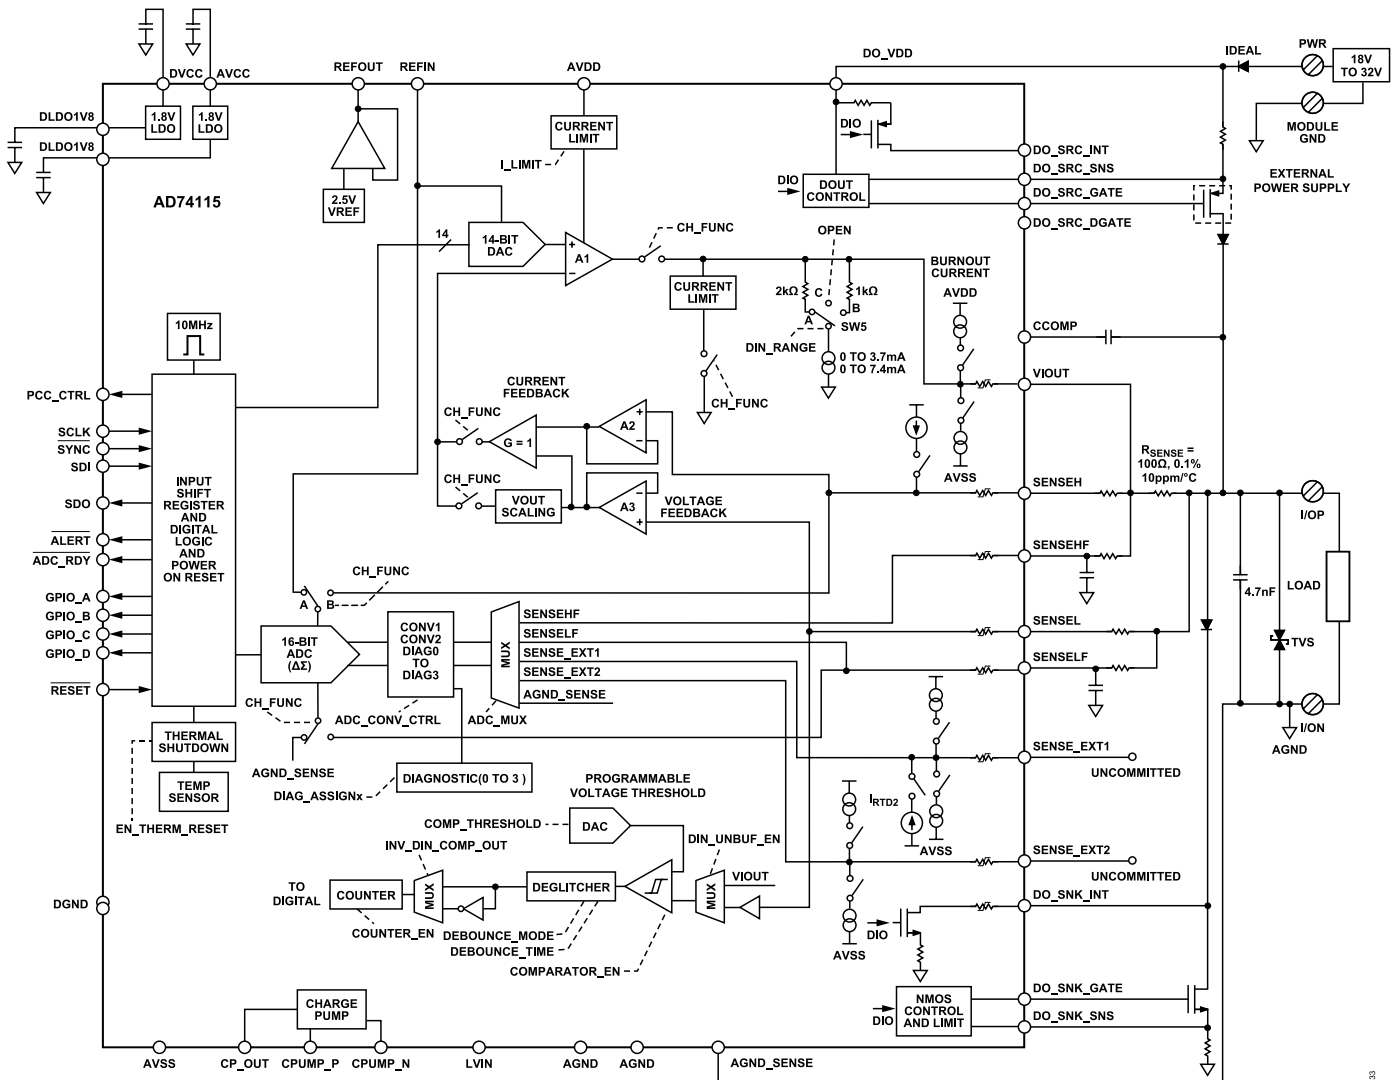 IDEAL
PWR
18V
TO 32V
MODULE
GND
EXTERNAL
POWER SUPPLY
DVCC
AVCC
REFOUT
REFIN
AVDD
DO_VDD
DLDO1V8
DLDO1V8
1.8V
LDO
1.8V
LDO
CURRENT
LIMIT
I_LIMIT
DIO
DO_SRC_INT
DO_SRC_SNS
DIO
DOUT
CONTROL
DO_SRC_GATE
DO_SRC_DGATE
AD74115
2.5V
VREF
14
14-BIT
DAC
A1
CH_FUNC
OPEN
CURRENT
LIMIT
2kΩ
C
1kΩ
A
B
SW5
DIN_RANGE
0 TO 3.7mA
0 TO 7.4mA
BURNOUT
CURRENT
AVDD
CCOMP
VIOUT
10MHz
CH_FUNC
CURRENT
FEEDBACK
CH_FUNC
G = 1
A2
CH_FUNC
VOUT
SCALING
A3
VOLTAGE
FEEDBACK
AVSS
RSENSE =
100Ω, 0.1%
10ppm/°C
SENSEH
I/OP
PCC_CTRL
SCLK
SYNC
SDI
SDO
ALERT
ADC_RDY
GPIO_A
GPIO_B
GPIO_C
GPIO_D
RESET
INPUT
SHIFT
REGISTER
AND
DIGITAL
LOGIC
AND
POWER
ON RESET
SENSEHF
CH_FUNC
A
B
16-BIT
ADC
(ΔΣ)
CONV1
CONV2
DIAG0
TO
DIAG3
MUX
SENSEHF
SENSELF
SENSE_EXT1
SENSE_EXT2
AGND_SENSE
4.7nF
LOAD
TVS
SENSEL
SENSELF
CH_FUNC
ADC_CONV_CTRL
ADC_MUX
I/ON
AGND
THERMAL
SHUTDOWN
TEMP
SENSOR
EN_THERM_RESET
AGND_SENSE
DIAGNOSTIC(0 TO 3 )
DIAG_ASSIGNx
SENSE_EXT1
UNCOMMITTED
IRTD2
AVSS
PROGRAMMABLE
VOLTAGE THRESHOLD
COMP_THRESHOLD
DAC
DIN_UNBUF_EN
INV_DIN_COMP_OUT
SENSE_EXT2
UNCOMMITTED
TO
DIGITAL
COUNTER
MUX
DEGLITCHER
MUX
VIOUT
DGND
COUNTER_EN
DEBOUNCE_MODE
DEBOUNCE_TIME
COMPARATOR_EN
DIO
AVSS
DO_SNK_INT
CHARGE
PUMP
DIO
NMOS
CONTROL
AND LIMIT
DO_SNK_GATE
DO_SNK_SNS
AVSS
CP_OUT
CPUMP_P
CPUMP_N
LVIN
AGND
AGND
AGND_SENSE
33